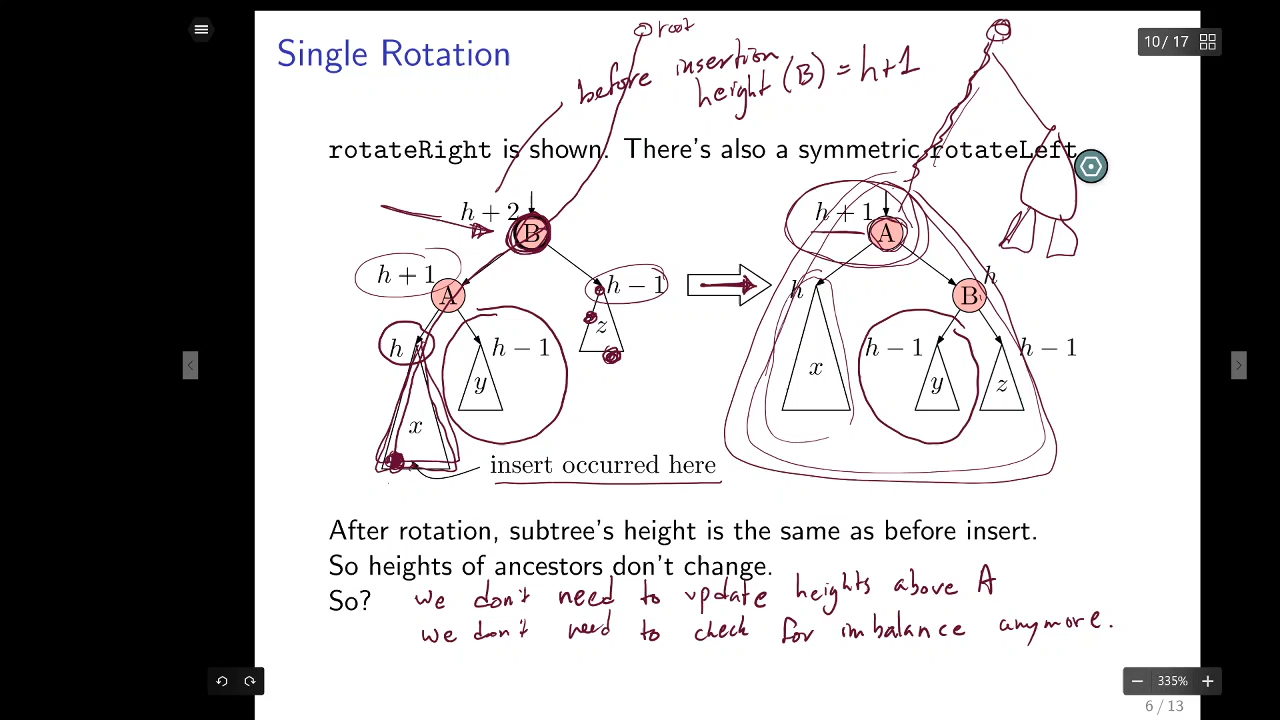 root
10 / 17
Single Rotation
before insertion
height (B) = h+1
rotateRight is shown. There's also a symmetric rotateLeft
h + 2
B
h + 1
A
h − 1
z
h
h − 1
y
x
insert occurred here
h + 1
A
h
h
B
x
h − 1
y
h − 1
z
After rotation, subtree's height is the same as before insert.
So heights of ancestors don't change.
So? we don't need to update heights above A
we don't need to check for imbalance anymore.
335%
6 / 13